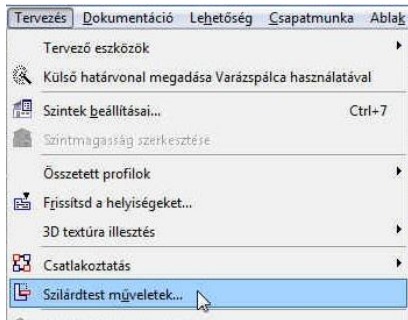 Tervezés Dokumentáció Lehetőség Csapatmunka Ablak
Tervező eszközök
Külső határvonal megadása Varázspálca használatával
Szintek beállításai... Ctrl+7
Szintmagasság szerkesztése
Összetett profilok
Frissítsd a helyiségeket...
3D textúra illesztés
Csatlakoztatás
Szilárdtest műveletek...